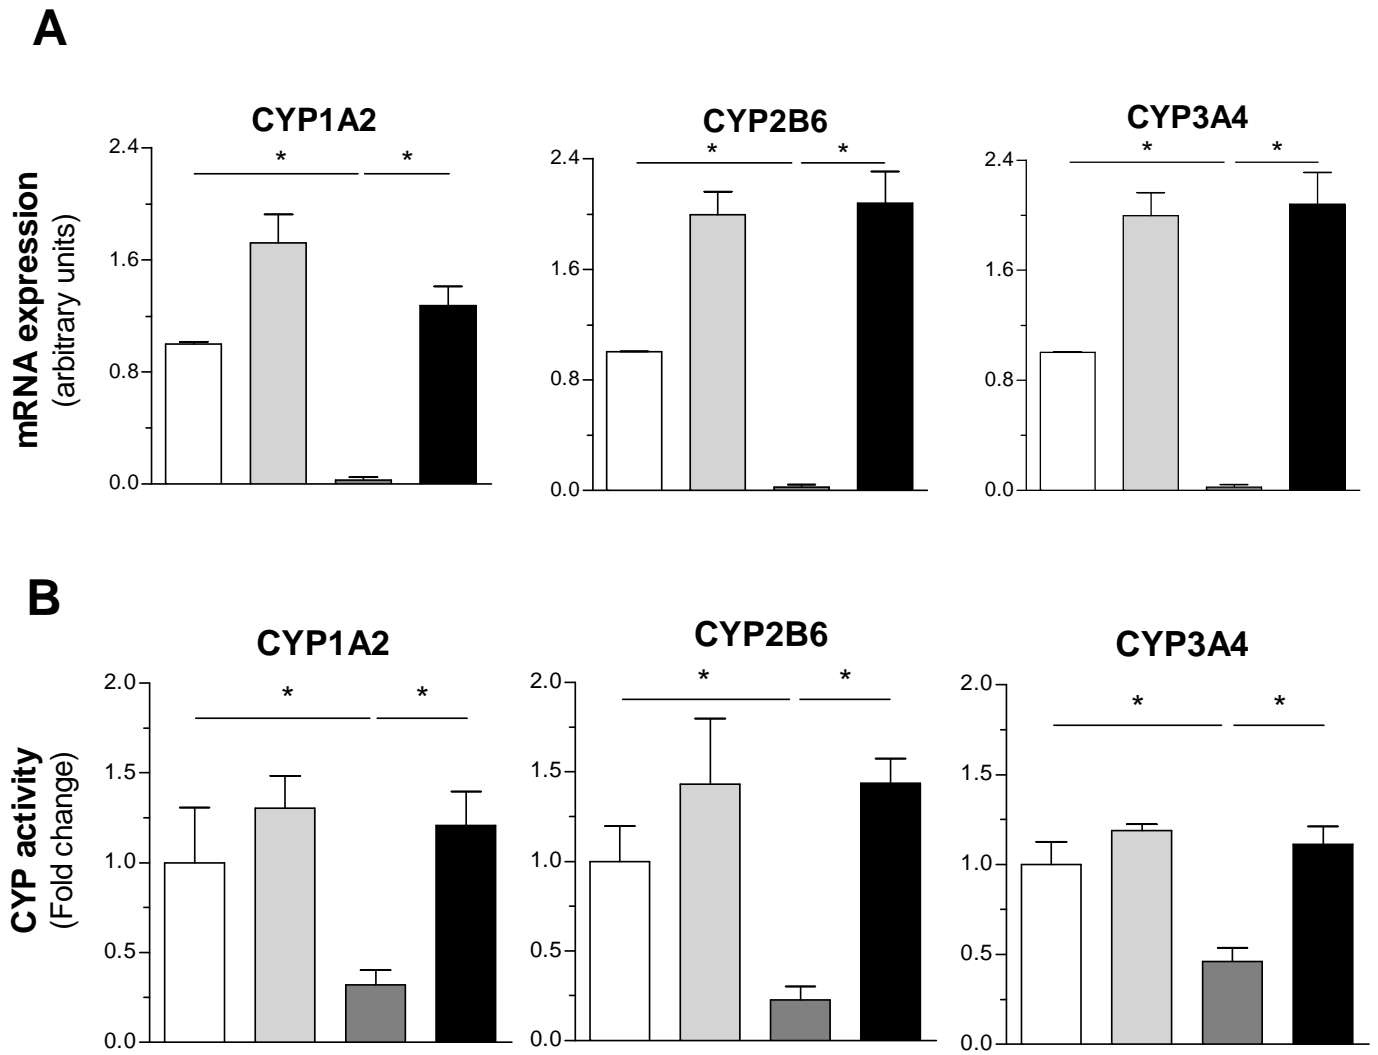 A
CYP1A2
CYP2B6
CYP3A4
mRNA expression
(arbitrary units)
2.4
1.6
0.8
0.0
* *
2.4
1.6
0.8
0.0
* *
2.4
1.6
0.8
0.0
* *
B
CYP1A2
CYP2B6
CYP3A4
CYP activity
(Fold change)
2.0
1.5
1.0
0.5
0.0
* *
2.0
1.5
1.0
0.5
0.0
* *
2.0
1.5
1.0
0.5
0.0
* *